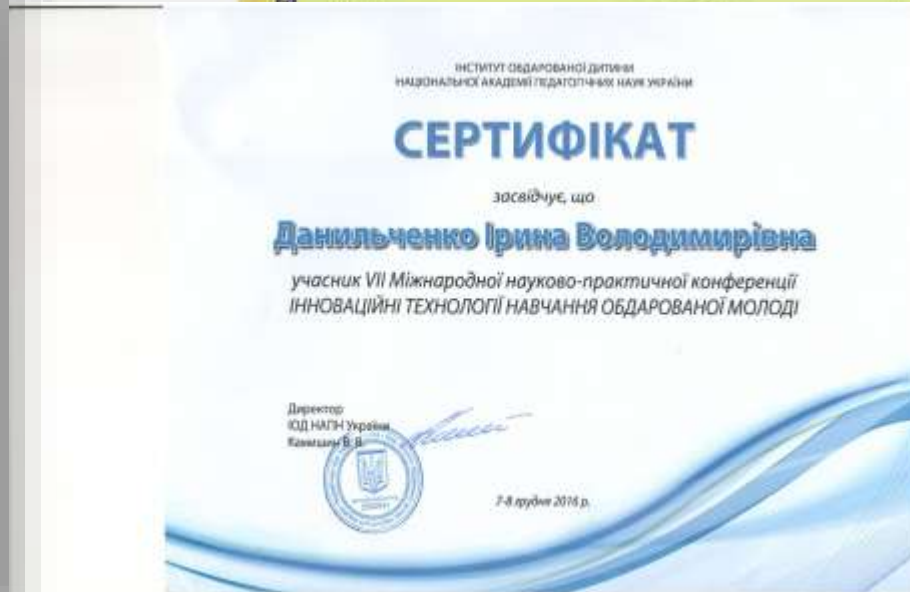 ІНСТИТУТ ОБДАРОВАНОЇ ДИТИНИ
НАЦІОНАЛЬНОЇ АКАДЕМІЇ ПЕДАГОГІЧНИХ НАУК УКРАЇНИ
СЕРТИФІКАТ
засвідчує, що
Данильченко Ірина Володимирівна
учасник VII Міжнародної науково-практичної конференції
ІННОВАЦІЙНІ ТЕХНОЛОГІЇ НАВЧАННЯ ОБДАРОВАНОЇ МОЛОДІ
Директор
ІОД НАПН України
Камишин В. В.
7-8 грудня 2016 р.